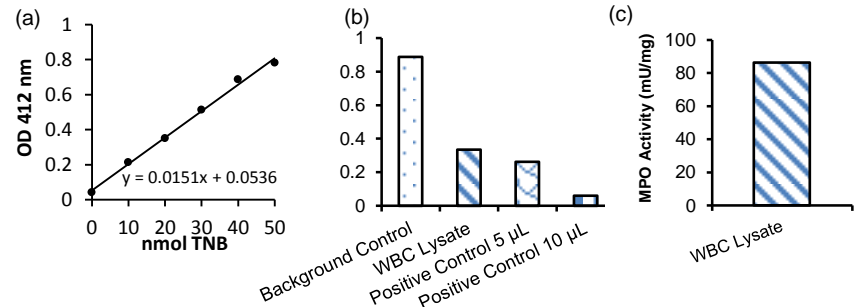 (a)
1
0.8
0.6
0.4
0.2
0
OD 412 nm
y = 0.0151x + 0.0536
0 10 20 30 40 50
nmol TNB
(b)
1
0.8
0.6
0.4
0.2
0
Background Control
WBC Lysate
Positive Control 5 µL
Positive Control 10 µL
(c)
100
80
60
40
20
0
MPO Activity (mU/mg)
WBC Lysate